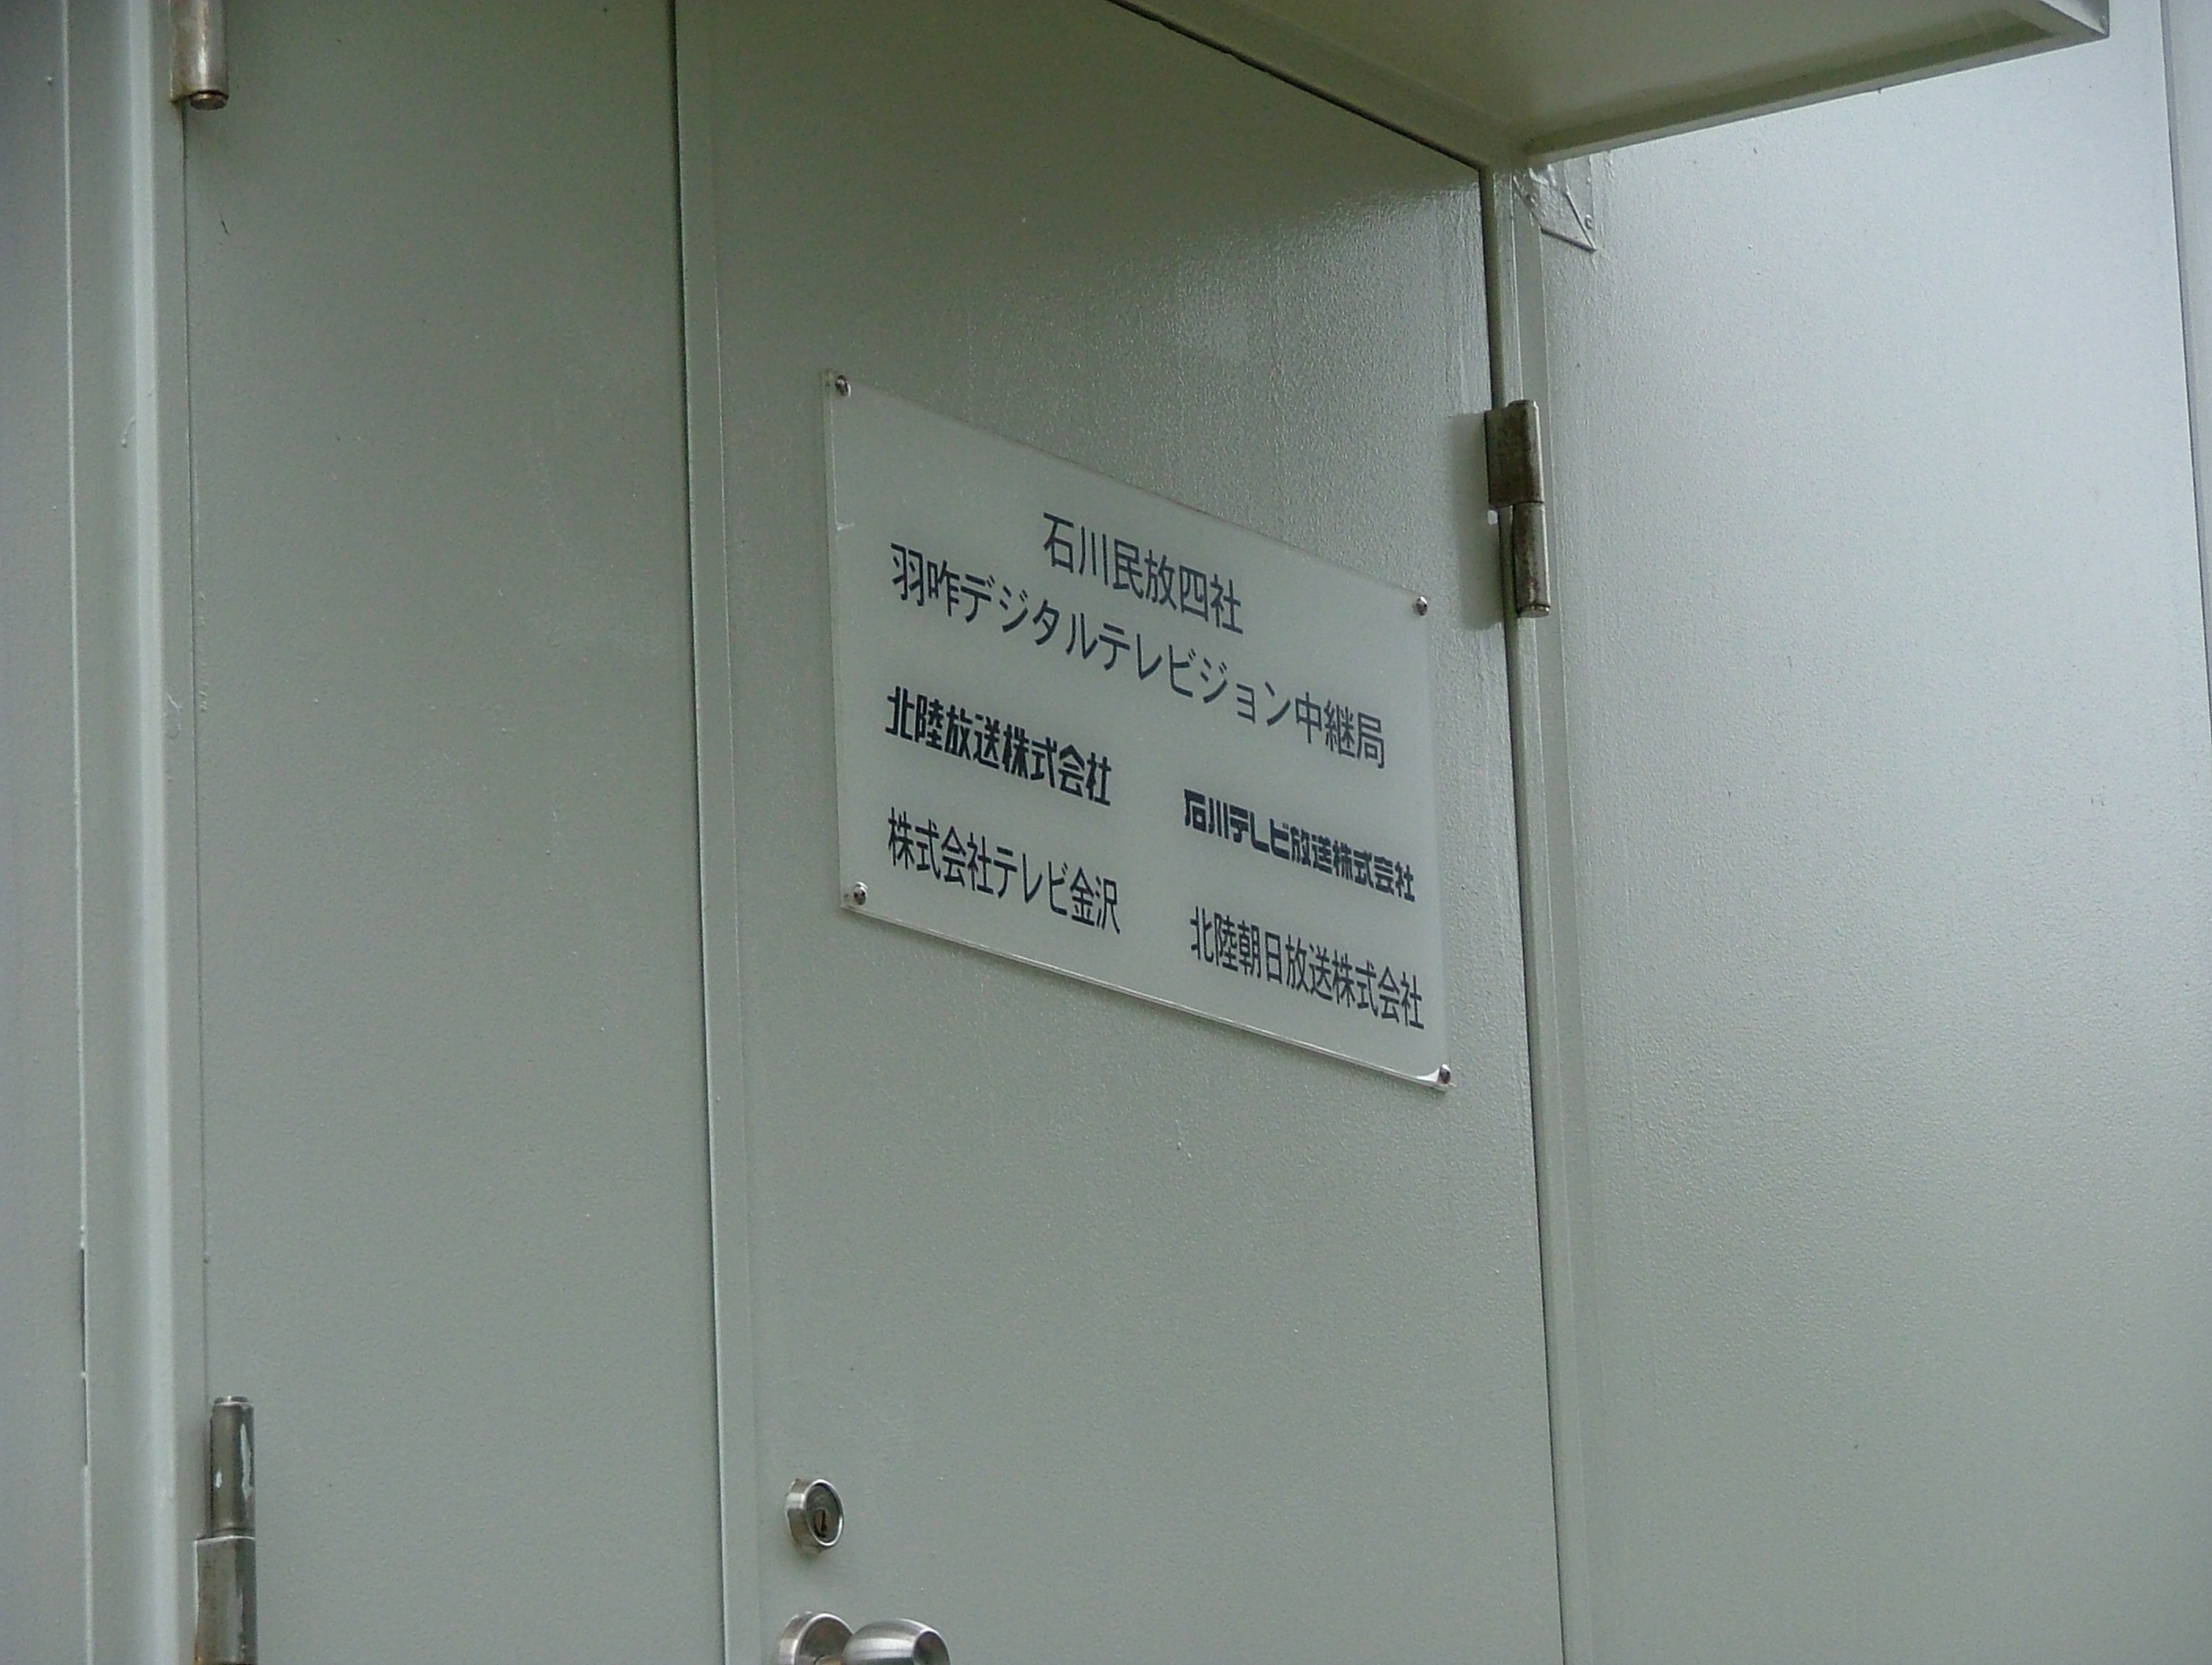 石川民放四社
羽咋デジタルテレビジョン中継局
北陸放送株式会社
石川テレビ放送株式会社
株式会社テレビ金沢
北陸朝日放送株式会社